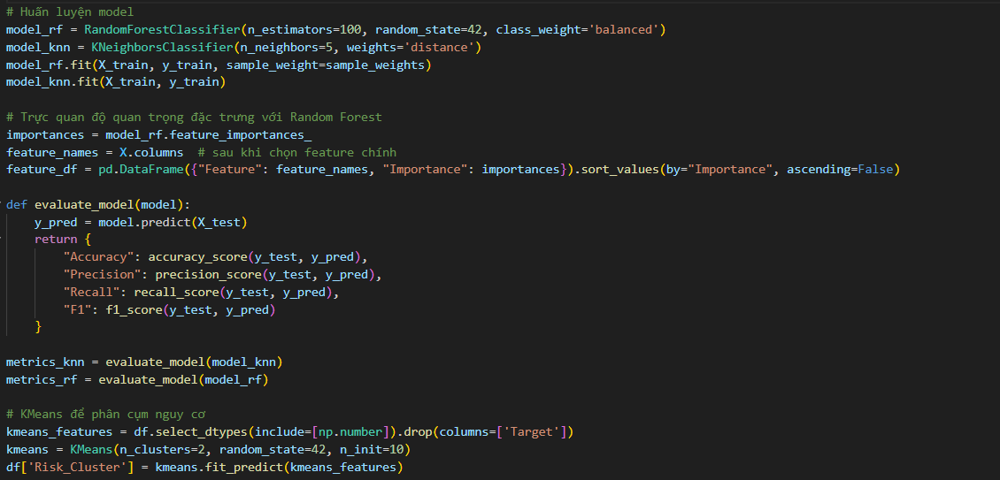 # Huấn luyện model
model_rf = RandomForestClassifier(n_estimators=100, random_state=42, class_weight='balanced')
model_knn = KNeighborsClassifier(n_neighbors=5, weights='distance')
model_rf.fit(X_train, y_train, sample_weight=sample_weights)
model_knn.fit(X_train, y_train)

# Trực quan độ quan trọng đặc trưng với Random Forest
importances = model_rf.feature_importances_
feature_names = X.columns  # sau khi chọn feature chính
feature_df = pd.DataFrame({"Feature": feature_names, "Importance": importances}).sort_values(by="Importance", ascending=False)

def evaluate_model(model):
    y_pred = model.predict(X_test)
    return {
        "Accuracy": accuracy_score(y_test, y_pred),
        "Precision": precision_score(y_test, y_pred),
        "Recall": recall_score(y_test, y_pred),
        "F1": f1_score(y_test, y_pred)
    }

metrics_knn = evaluate_model(model_knn)
metrics_rf = evaluate_model(model_rf)

# KMeans để phân cụm nguy cơ
kmeans_features = df.select_dtypes(include=[np.number]).drop(columns=['Target'])
kmeans = KMeans(n_clusters=2, random_state=42, n_init=10)
df['Risk_Cluster'] = kmeans.fit_predict(kmeans_features)